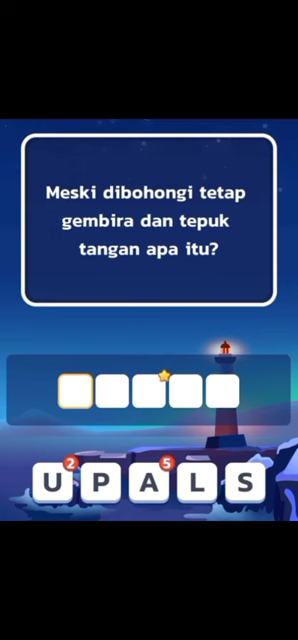 Meski dibohongi tetap
gembira dan tepuk
tangan apa itu?
2 5
U P A L S